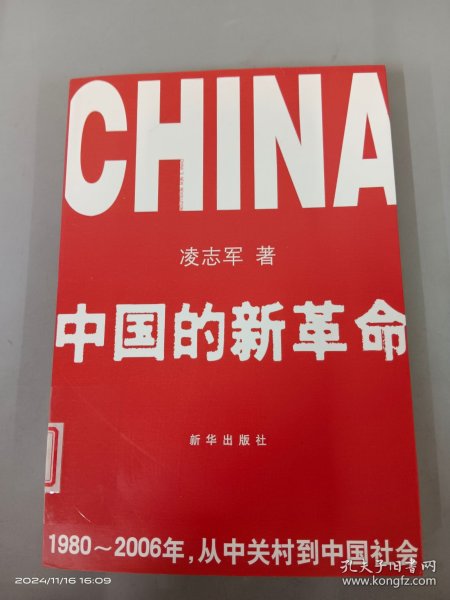 CHINA
凌志军 著
中国的新革命
新华出版社
1980～2006年,从中关村到中国社会
2024/11/16 16:09
孔夫子旧书网
www.kongfz.com